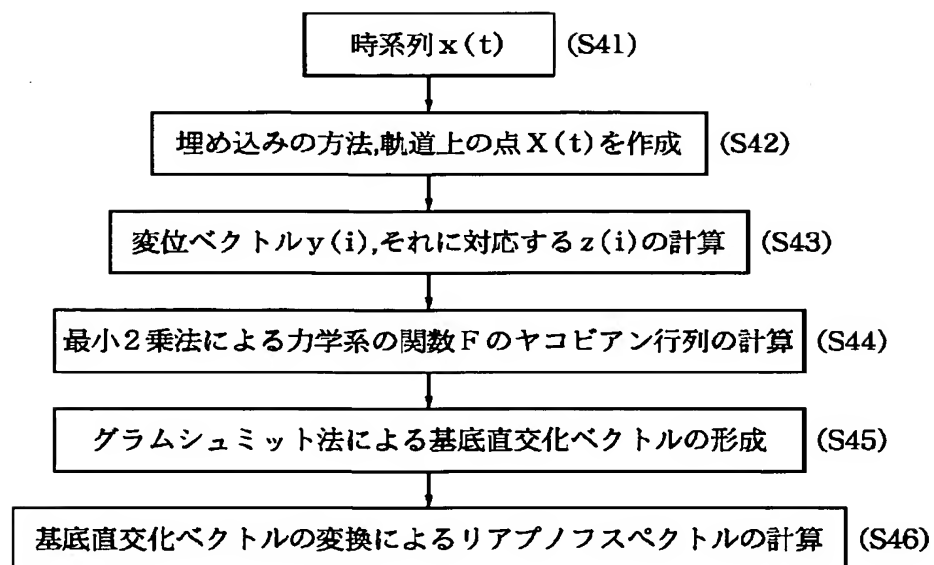 時系列x(t) (S41)
埋め込みの方法,軌道上の点X(t)を作成 (S42)
変位ベクトルy(i),それに対応するz(i)の計算 (S43)
最小2乗法による力学系の関数Fのヤコビアン行列の計算 (S44)
グラムシュミット法による基底直交化ベクトルの形成 (S45)
基底直交化ベクトルの変換によるリアプノフスペクトルの計算 (S46)